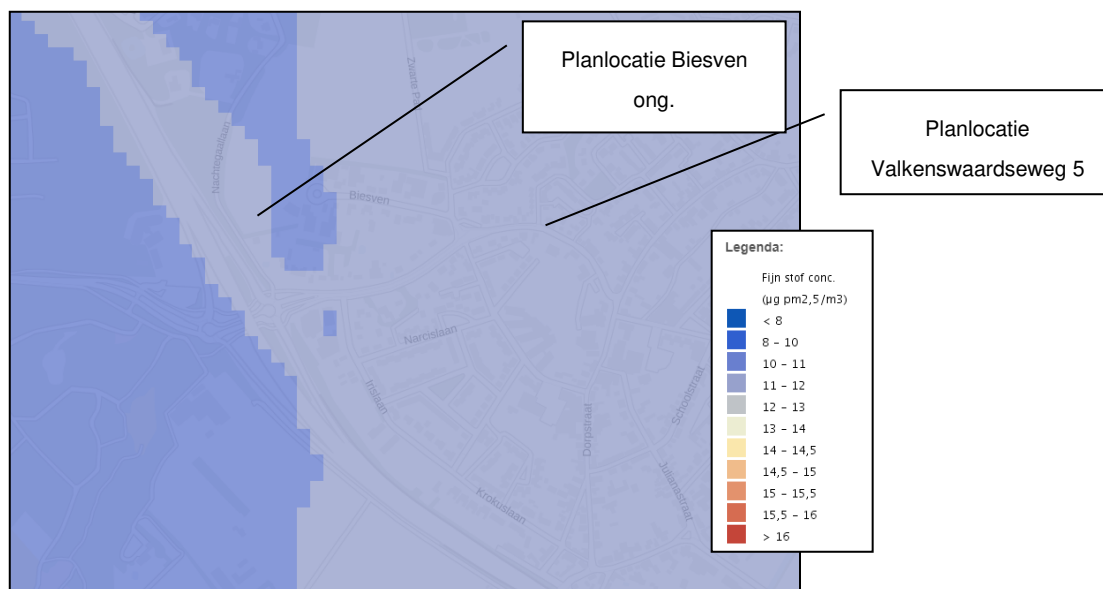 Planlocatie Biesven
ong.
Planlocatie
Valkenswaardseweg 5
Zwarte Pad
Nachtegaallaan
Biesven
Narcislaan
Irislaan
Dorpstraat
Schoolstraat
Julianastraat
Krokuslaan
Legenda:
Fijn stof conc.
(µg pm2,5/m3)
< 8
8 – 10
10 – 11
11 – 12
12 – 13
13 – 14
14 – 14,5
14,5 – 15
15 – 15,5
15,5 – 16
> 16